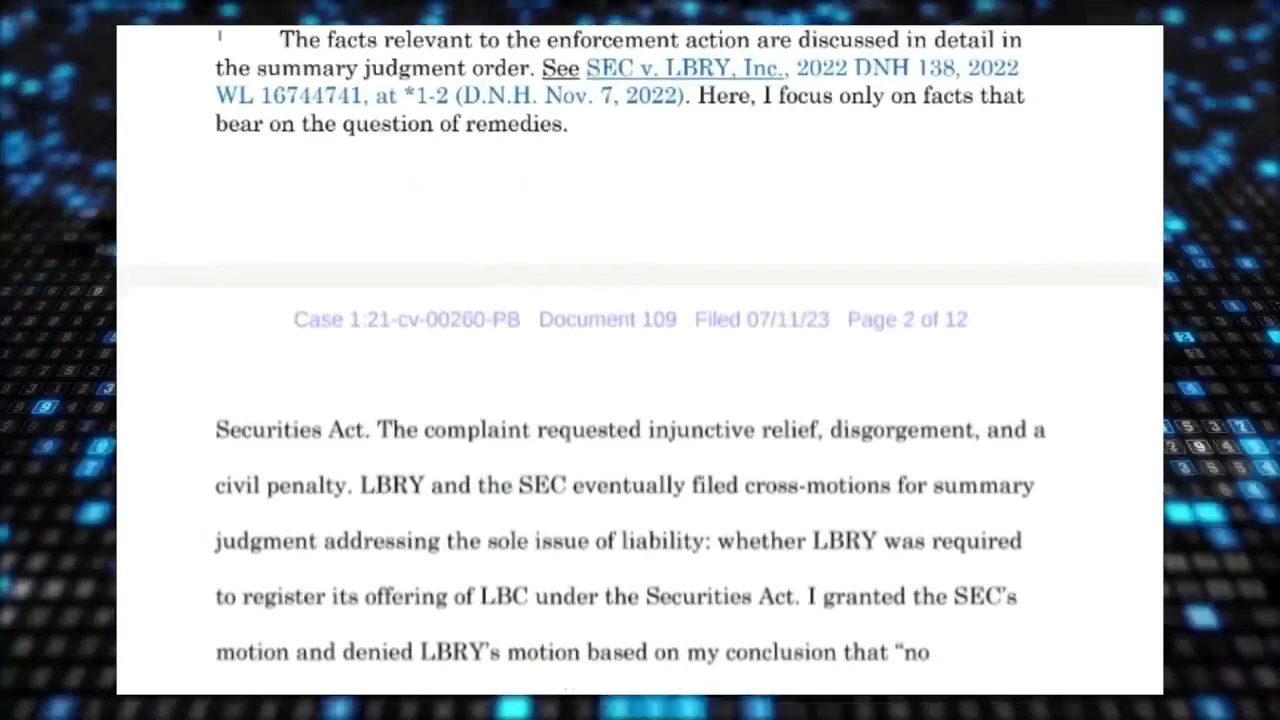 1 The facts relevant to the enforcement action are discussed in detail in
the summary judgment order. See SEC v. LBRY, Inc., 2022 DNH 138, 2022
WL 16744741, at *1-2 (D.N.H. Nov. 7, 2022). Here, I focus only on facts that
bear on the question of remedies.
Case 1:21-cv-00260-PB Document 109 Filed 07/11/23 Page 2 of 12
Securities Act. The complaint requested injunctive relief, disgorgement, and a
civil penalty. LBRY and the SEC eventually filed cross-motions for summary
judgment addressing the sole issue of liability: whether LBRY was required
to register its offering of LBC under the Securities Act. I granted the SEC's
motion and denied LBRY's motion based on my conclusion that “no